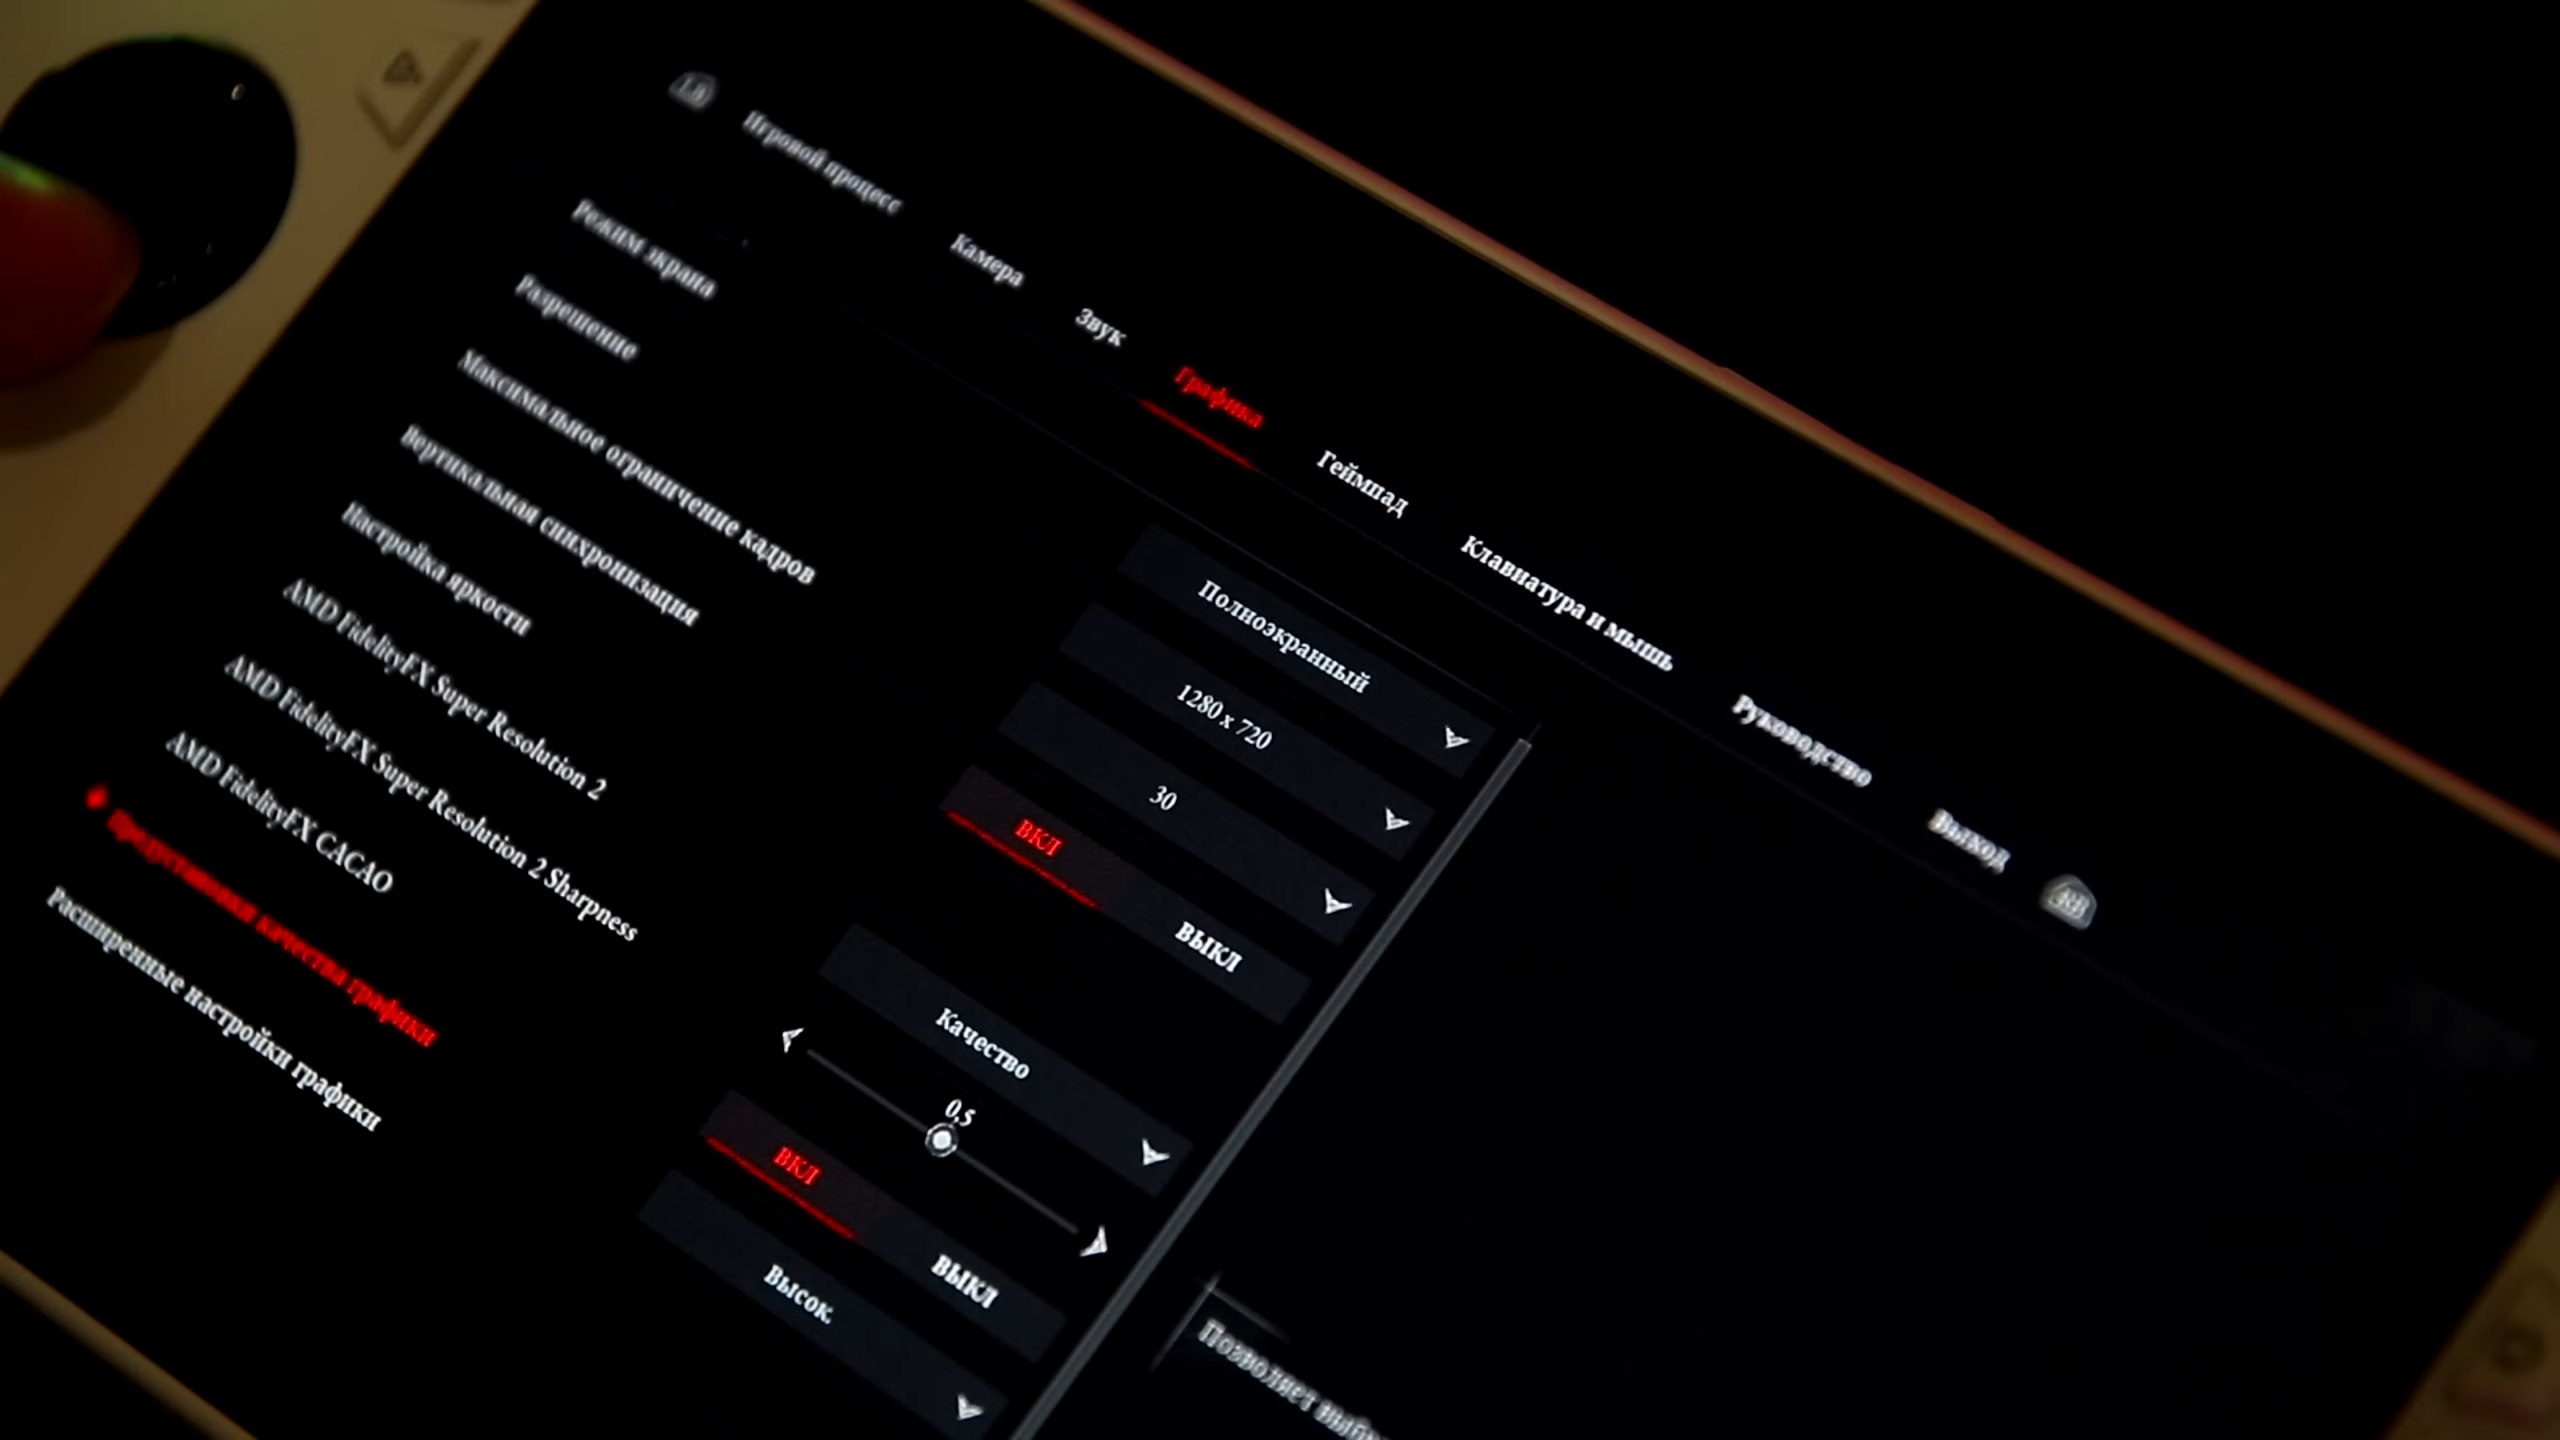 LB
Игровой процесс
Камера
Звук
Графика
Геймпад
Клавиатура и мышь
Руководство
Выход
RB
Режим экрана
Полноэкранный
Разрешение
1280 x 720
Максимальное ограничение кадров
30
Вертикальная синхронизация
ВКЛ ВЫКЛ
Настройка яркости
AMD FidelityFX Super Resolution 2
Качество
AMD FidelityFX Super Resolution 2 Sharpness
0,5
AMD FidelityFX CACAO
ВКЛ ВЫКЛ
Предустановки качества графики
Высок.
Расширенные настройки графики
Позволяет